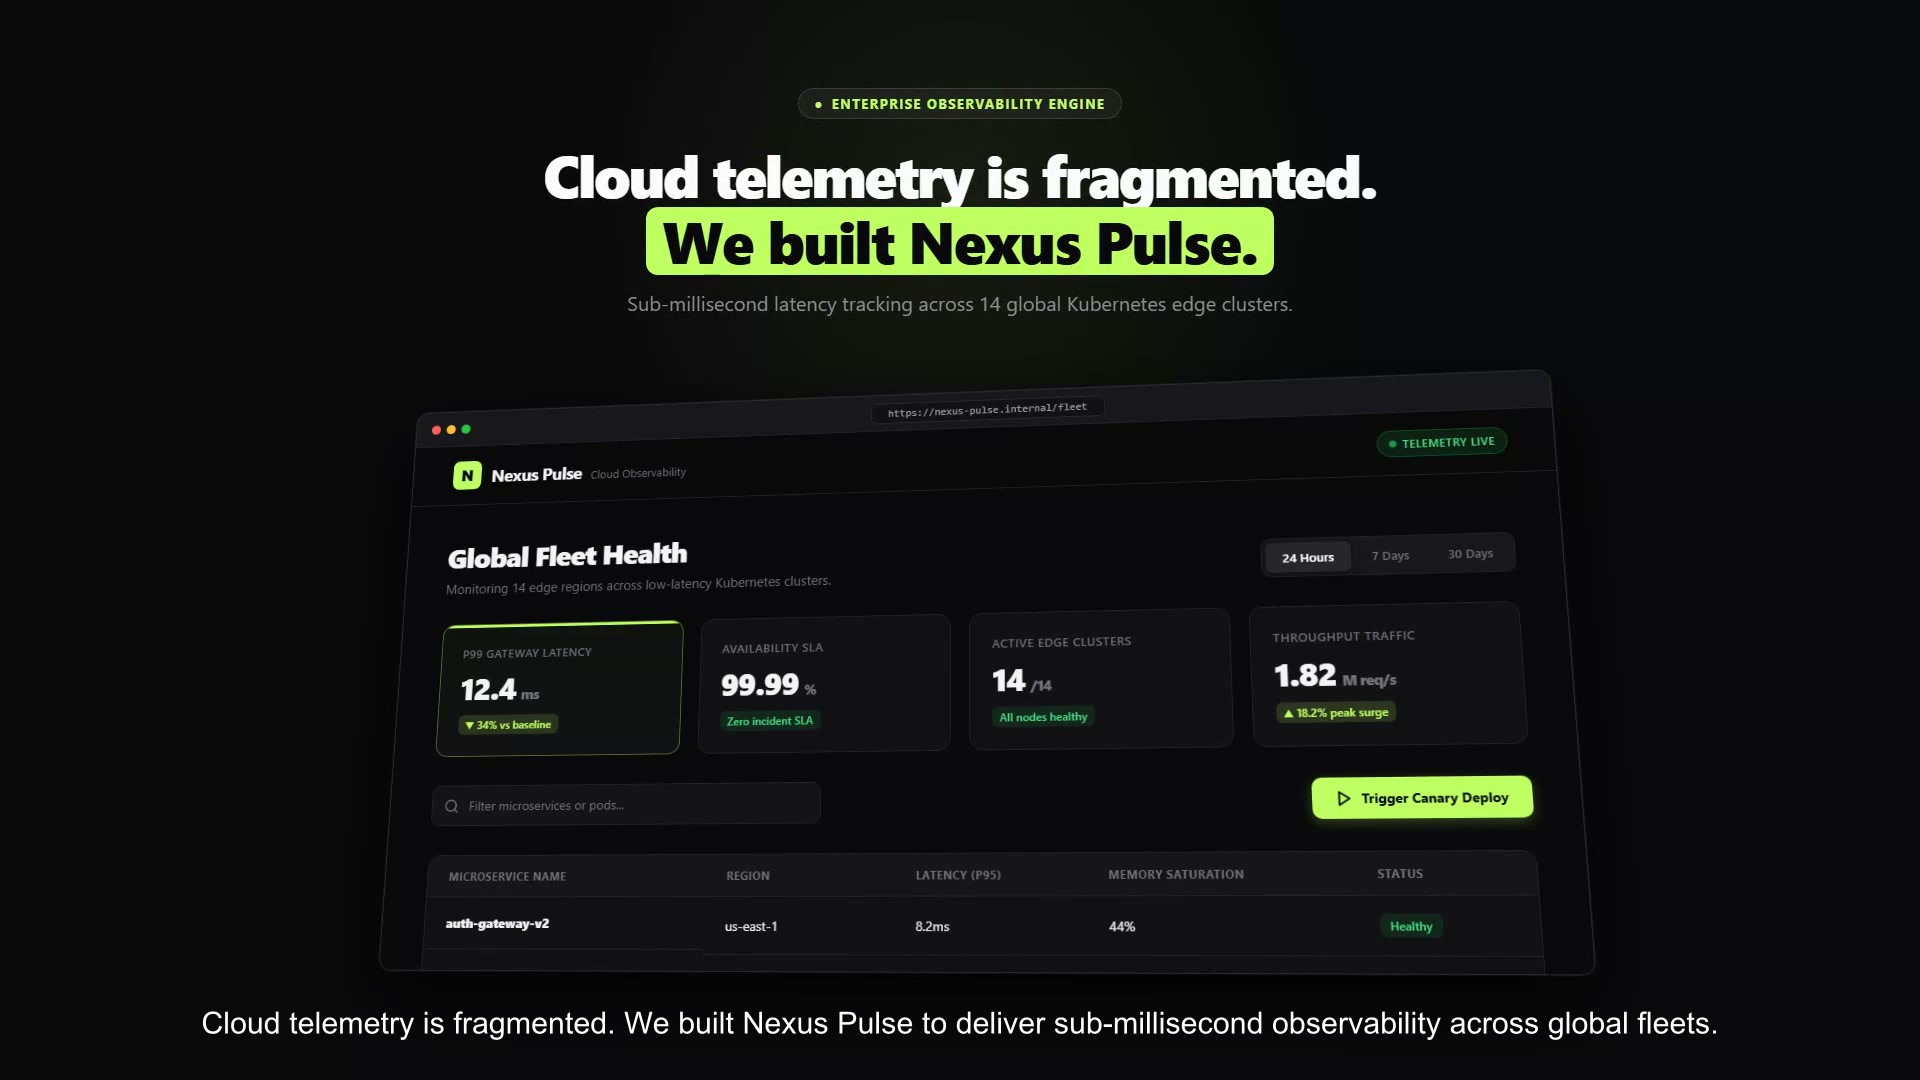 ENTERPRISE OBSERVABILITY ENGINE
Cloud telemetry is fragmented.
We built Nexus Pulse.
Sub-millisecond latency tracking across 14 global Kubernetes edge clusters.
https://nexus-pulse.internal/fleet
N Nexus Pulse Cloud Observability
TELEMETRY LIVE
Global Fleet Health
Monitoring 14 edge regions across low-latency Kubernetes clusters.
24 Hours 7 Days 30 Days
P99 GATEWAY LATENCY
12.4 ms
▼ 34% vs baseline
AVAILABILITY SLA
99.99 %
Zero incident SLA
ACTIVE EDGE CLUSTERS
14 /14
All nodes healthy
THROUGHPUT TRAFFIC
1.82 M req/s
▲ 18.2% peak surge
Filter microservices or pods...
Trigger Canary Deploy
MICROSERVICE NAME REGION LATENCY (P95) MEMORY SATURATION STATUS
auth-gateway-v2 us-east-1 8.2ms 44% Healthy
Cloud telemetry is fragmented. We built Nexus Pulse to deliver sub-millisecond observability across global fleets.